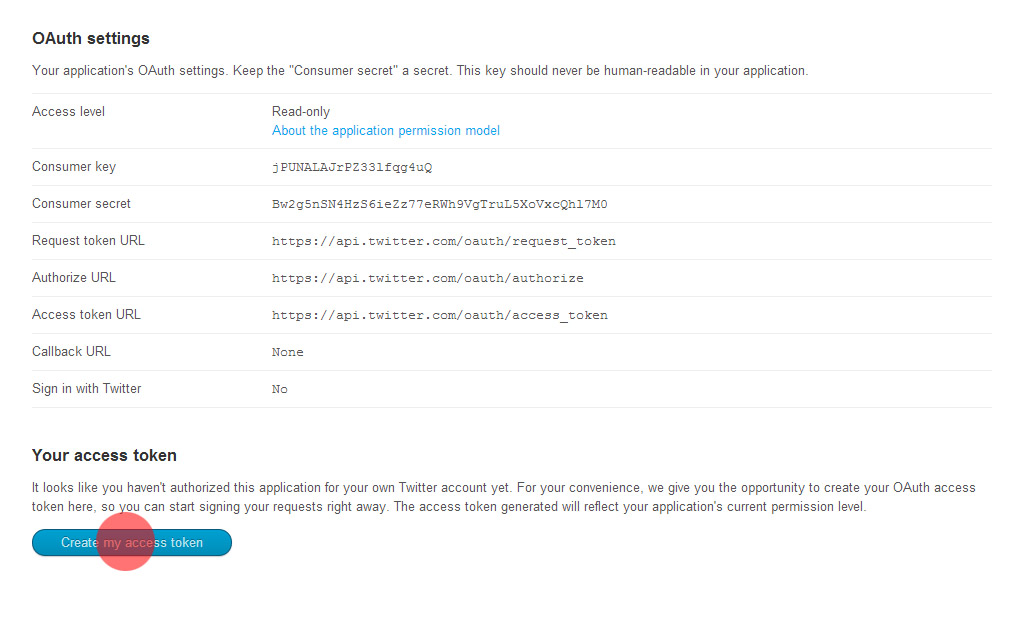 OAuth settings
Your application's OAuth settings. Keep the "Consumer secret" a secret. This key should never be human-readable in your application.
Access level Read-only
About the application permission model
Consumer key jPUNALAJrPZ33lfqg4uQ
Consumer secret Bw2g5nSN4HzS6ieZz77eRWh9VgTruL5XoVxcQhl7M0
Request token URL https://api.twitter.com/oauth/request_token
Authorize URL https://api.twitter.com/oauth/authorize
Access token URL https://api.twitter.com/oauth/access_token
Callback URL None
Sign in with Twitter No
Your access token
It looks like you haven't authorized this application for your own Twitter account yet. For your convenience, we give you the opportunity to create your OAuth access
token here, so you can start signing your requests right away. The access token generated will reflect your application's current permission level.
Create my access token